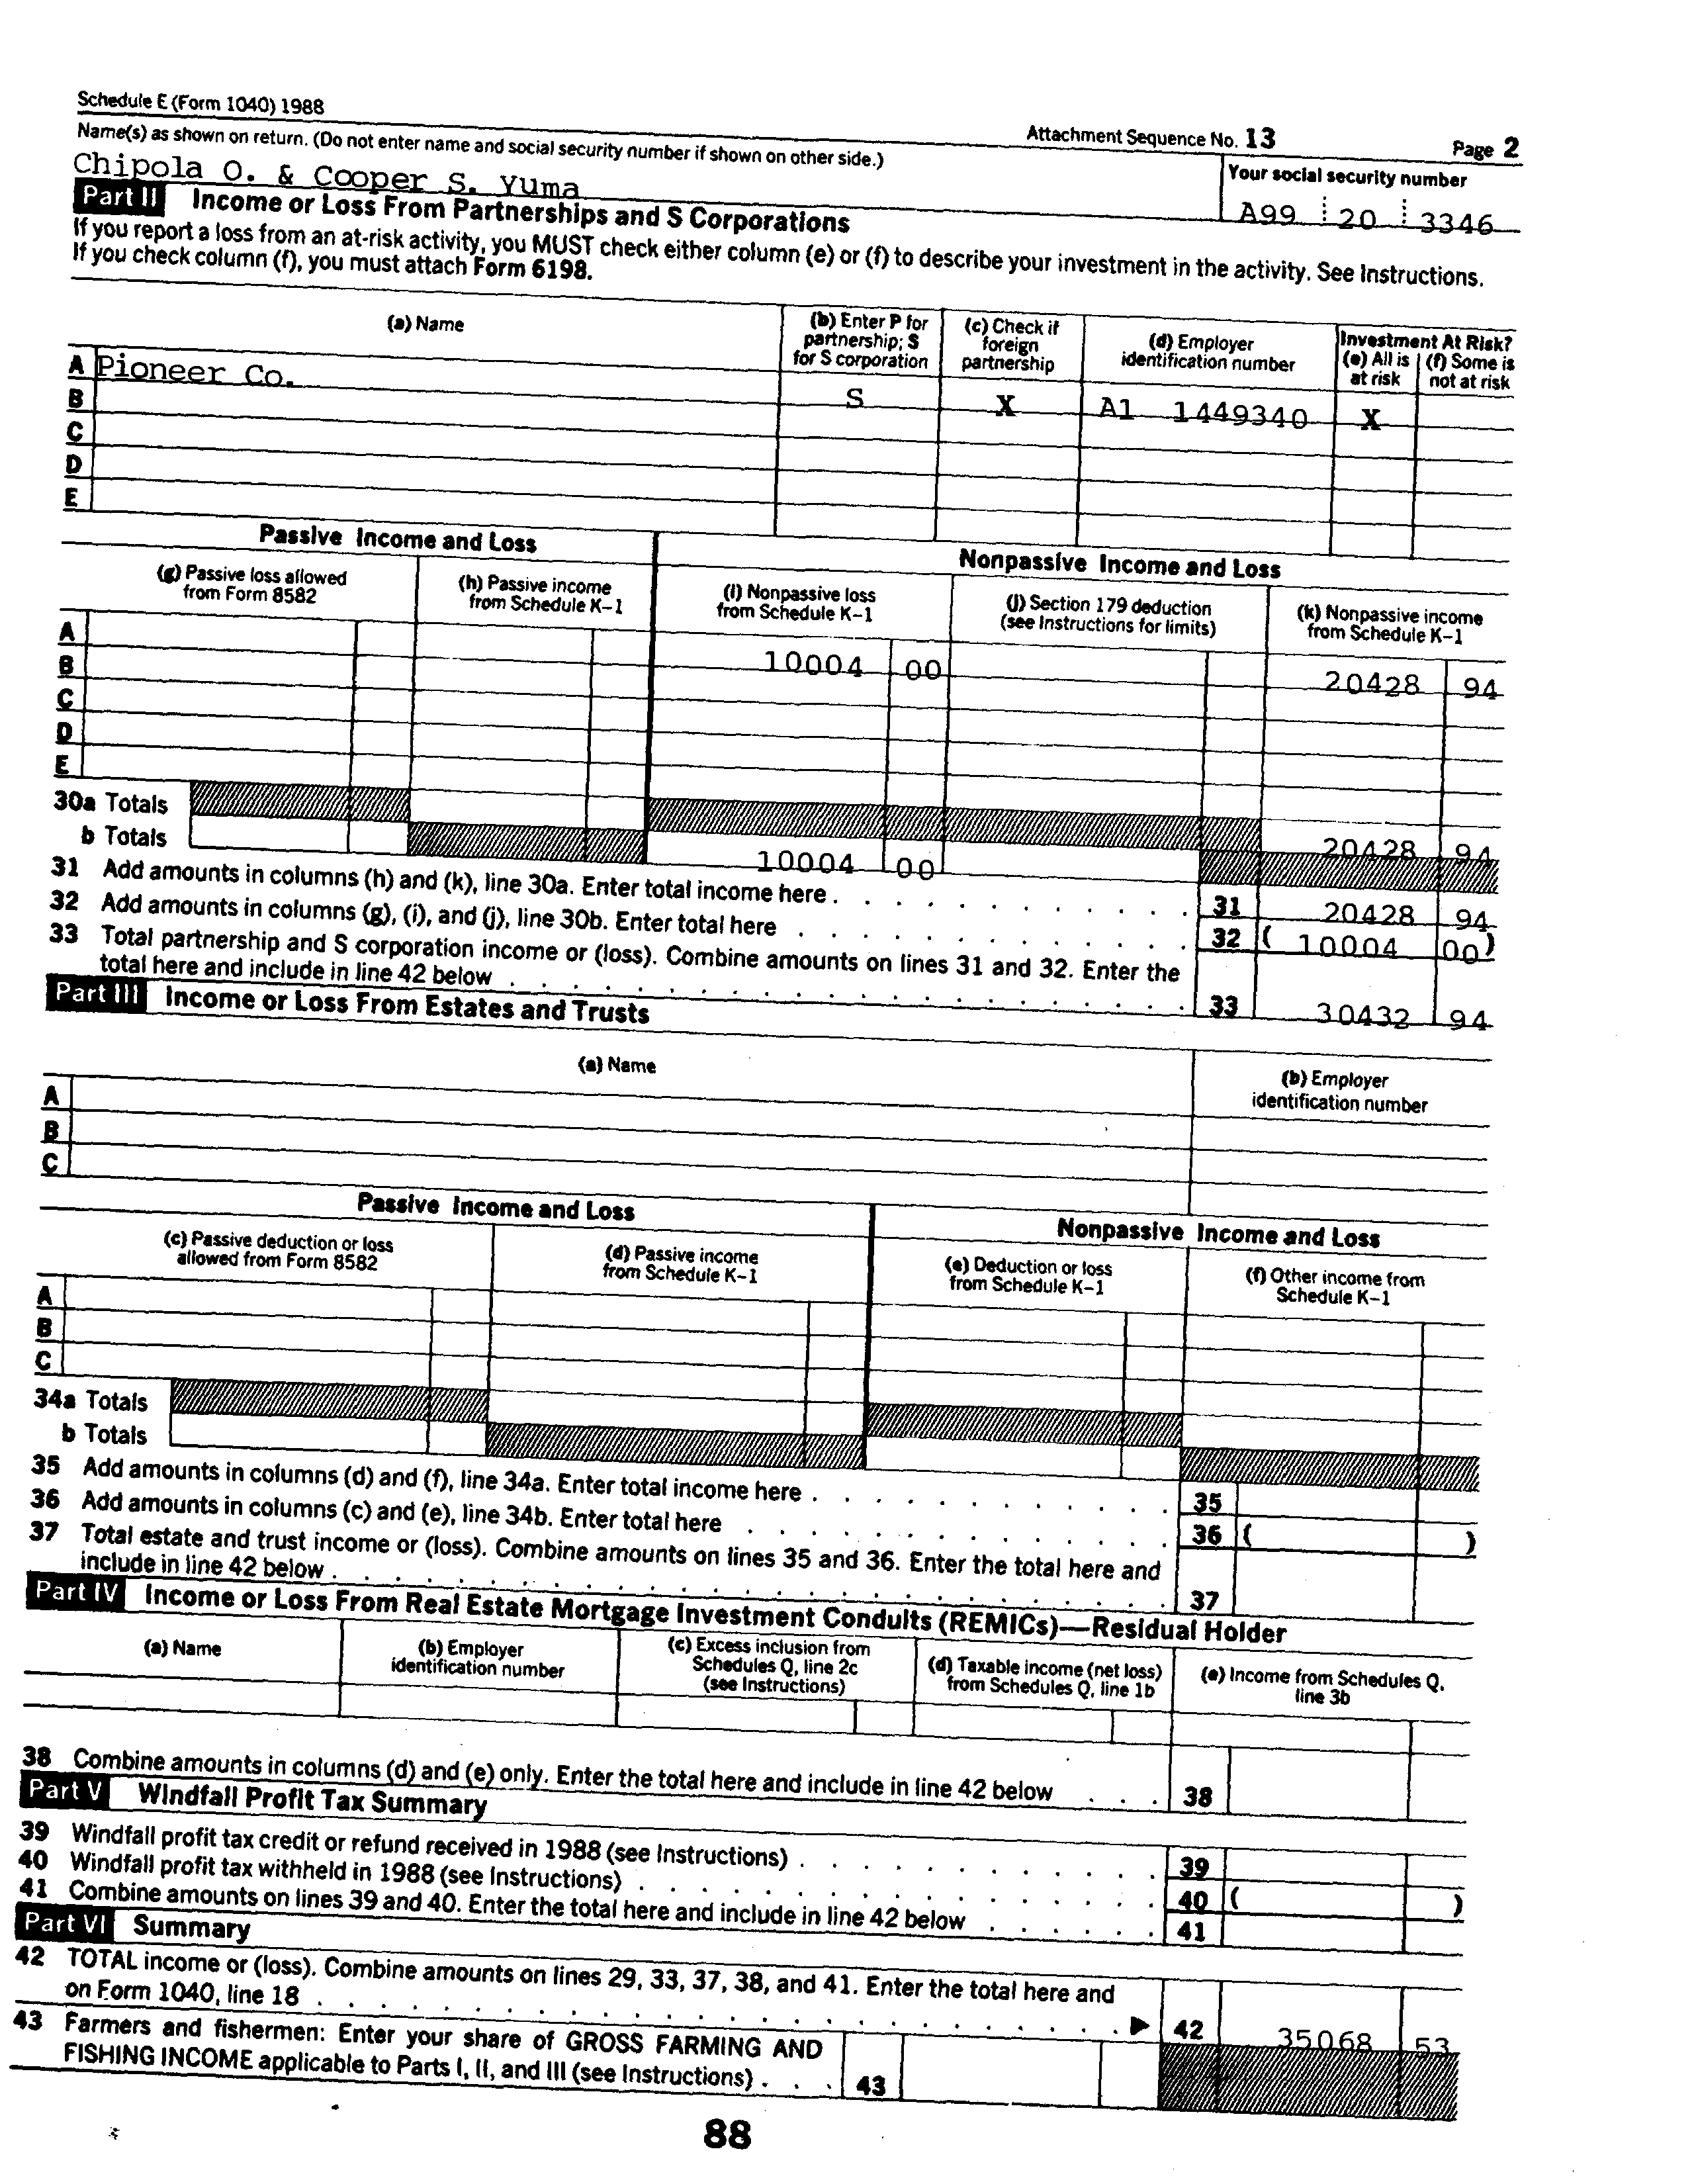 Schedule E (Form 1040) 1988
Attachment Sequence No. 13
Page 2
Name(s) as shown on return. (Do not enter name and social security number if shown on other side.)
Your social security number
Chipola O. & Cooper S. Yuma
A99 20 3346
Part II Income or Loss From Partnerships and S Corporations
If you report a loss from an at-risk activity, you MUST check either column (e) or (f) to describe your investment in the activity. See Instructions.
If you check column (f), you must attach Form 6198.
(a) Name
(b) Enter P for partnership; S for S corporation
(c) Check if foreign partnership
(d) Employer identification number
Investment At Risk?
(e) All is at risk
(f) Some is not at risk
A Pioneer Co. S X A1 1449340 X
B
C
D
E
Passive Income and Loss
Nonpassive Income and Loss
(g) Passive loss allowed from Form 8582
(h) Passive income from Schedule K–1
(i) Nonpassive loss from Schedule K–1
(j) Section 179 deduction (see Instructions for limits)
(k) Nonpassive income from Schedule K–1
A 10004 00 20428 94
B
C
D
E
30a Totals 20428 94
b Totals 10004 00
31 Add amounts in columns (h) and (k), line 30a. Enter total income here . . . 31 20428 94
32 Add amounts in columns (g), (i), and (j), line 30b. Enter total here . . . 32 ( 10004 00 )
33 Total partnership and S corporation income or (loss). Combine amounts on lines 31 and 32. Enter the
total here and include in line 42 below . . . 33 30432 94
Part III Income or Loss From Estates and Trusts
(a) Name
(b) Employer identification number
A
B
C
Passive Income and Loss
Nonpassive Income and Loss
(c) Passive deduction or loss allowed from Form 8582
(d) Passive income from Schedule K–1
(e) Deduction or loss from Schedule K–1
(f) Other income from Schedule K–1
A
B
C
34a Totals
b Totals
35 Add amounts in columns (d) and (f), line 34a. Enter total income here . . . 35
36 Add amounts in columns (c) and (e), line 34b. Enter total here . . . 36 ( )
37 Total estate and trust income or (loss). Combine amounts on lines 35 and 36. Enter the total here and
include in line 42 below . . . 37
Part IV Income or Loss From Real Estate Mortgage Investment Conduits (REMICs)—Residual Holder
(a) Name
(b) Employer identification number
(c) Excess inclusion from Schedules Q, line 2c (see Instructions)
(d) Taxable income (net loss) from Schedules Q, line 1b
(e) Income from Schedules Q, line 3b
38 Combine amounts in columns (d) and (e) only. Enter the total here and include in line 42 below . . . 38
Part V Windfall Profit Tax Summary
39 Windfall profit tax credit or refund received in 1988 (see Instructions) . . . 39
40 Windfall profit tax withheld in 1988 (see Instructions) . . . 40 ( )
41 Combine amounts on lines 39 and 40. Enter the total here and include in line 42 below . . . 41
Part VI Summary
42 TOTAL income or (loss). Combine amounts on lines 29, 33, 37, 38, and 41. Enter the total here and
on Form 1040, line 18 . . . ▶ 42 35068 53
43 Farmers and fishermen: Enter your share of GROSS FARMING AND
FISHING INCOME applicable to Parts I, II, and III (see Instructions) . . . 43
88